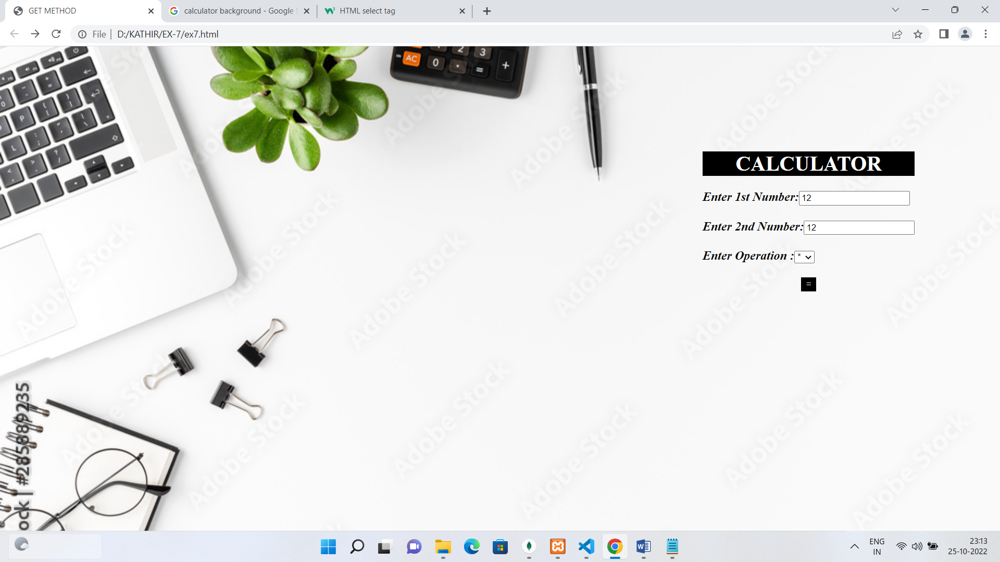 GET METHOD
calculator background - Google S
HTML select tag
File
D:/KATHIR/EX-7/ex7.html
CALCULATOR
Enter 1st Number: 12
Enter 2nd Number: 12
Enter Operation : *
=
2 3
AC 0 . = +
Adobe Stock
ock | #285889235
ENG
IN
23:13
25-10-2022